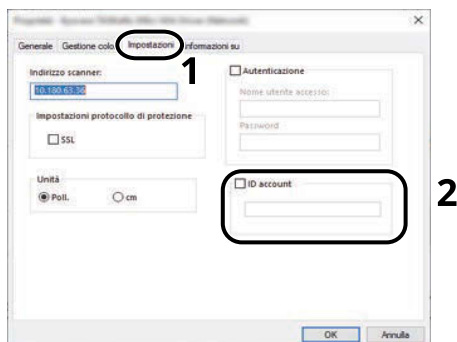 Generale Gestione colo Impostazioni nformazioni su
1
Indirizzo scanner:
10.180.63.36
Impostazioni protocollo di protezione
SSL
Unità
Poll. cm
Autenticazione
Nome utente accesso:
Password
ID account
2
OK Annulla